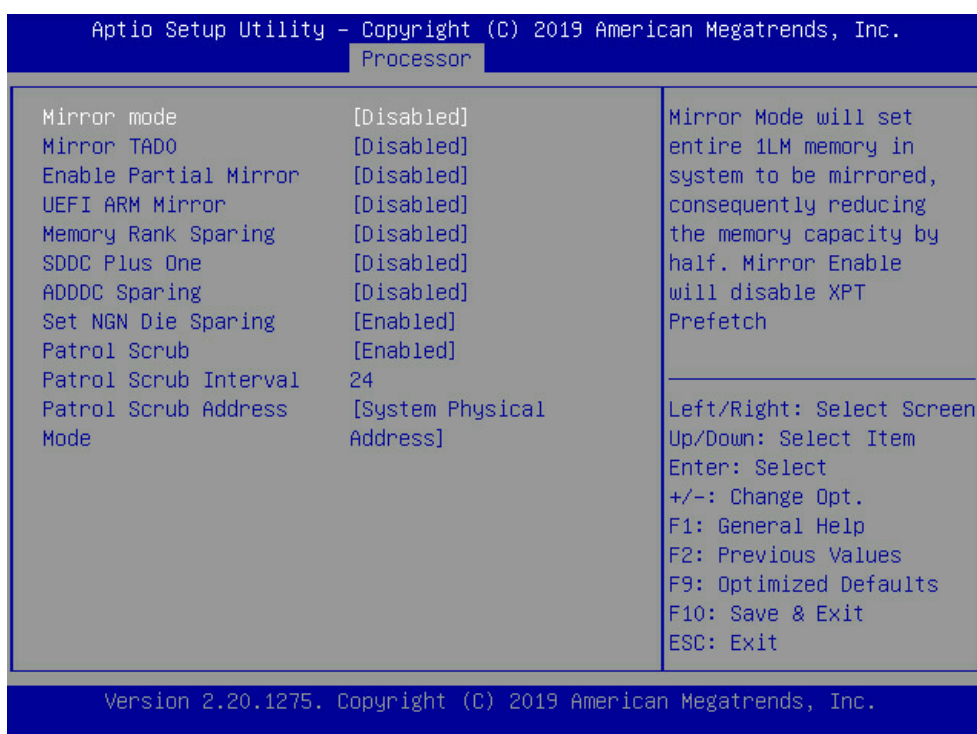 Aptio Setup Utility – Copyright (C) 2019 American Megatrends, Inc.
Processor
Mirror mode [Disabled]
Mirror TAD0 [Disabled]
Enable Partial Mirror [Disabled]
UEFI ARM Mirror [Disabled]
Memory Rank Sparing [Disabled]
SDDC Plus One [Disabled]
ADDDC Sparing [Disabled]
Set NGN Die Sparing [Enabled]
Patrol Scrub [Enabled]
Patrol Scrub Interval 24
Patrol Scrub Address [System Physical
Mode Address]
Mirror Mode will set
entire 1LM memory in
system to be mirrored,
consequently reducing
the memory capacity by
half. Mirror Enable
will disable XPT
Prefetch
Left/Right: Select Screen
Up/Down: Select Item
Enter: Select
+/-: Change Opt.
F1: General Help
F2: Previous Values
F9: Optimized Defaults
F10: Save & Exit
ESC: Exit
Version 2.20.1275. Copyright (C) 2019 American Megatrends, Inc.